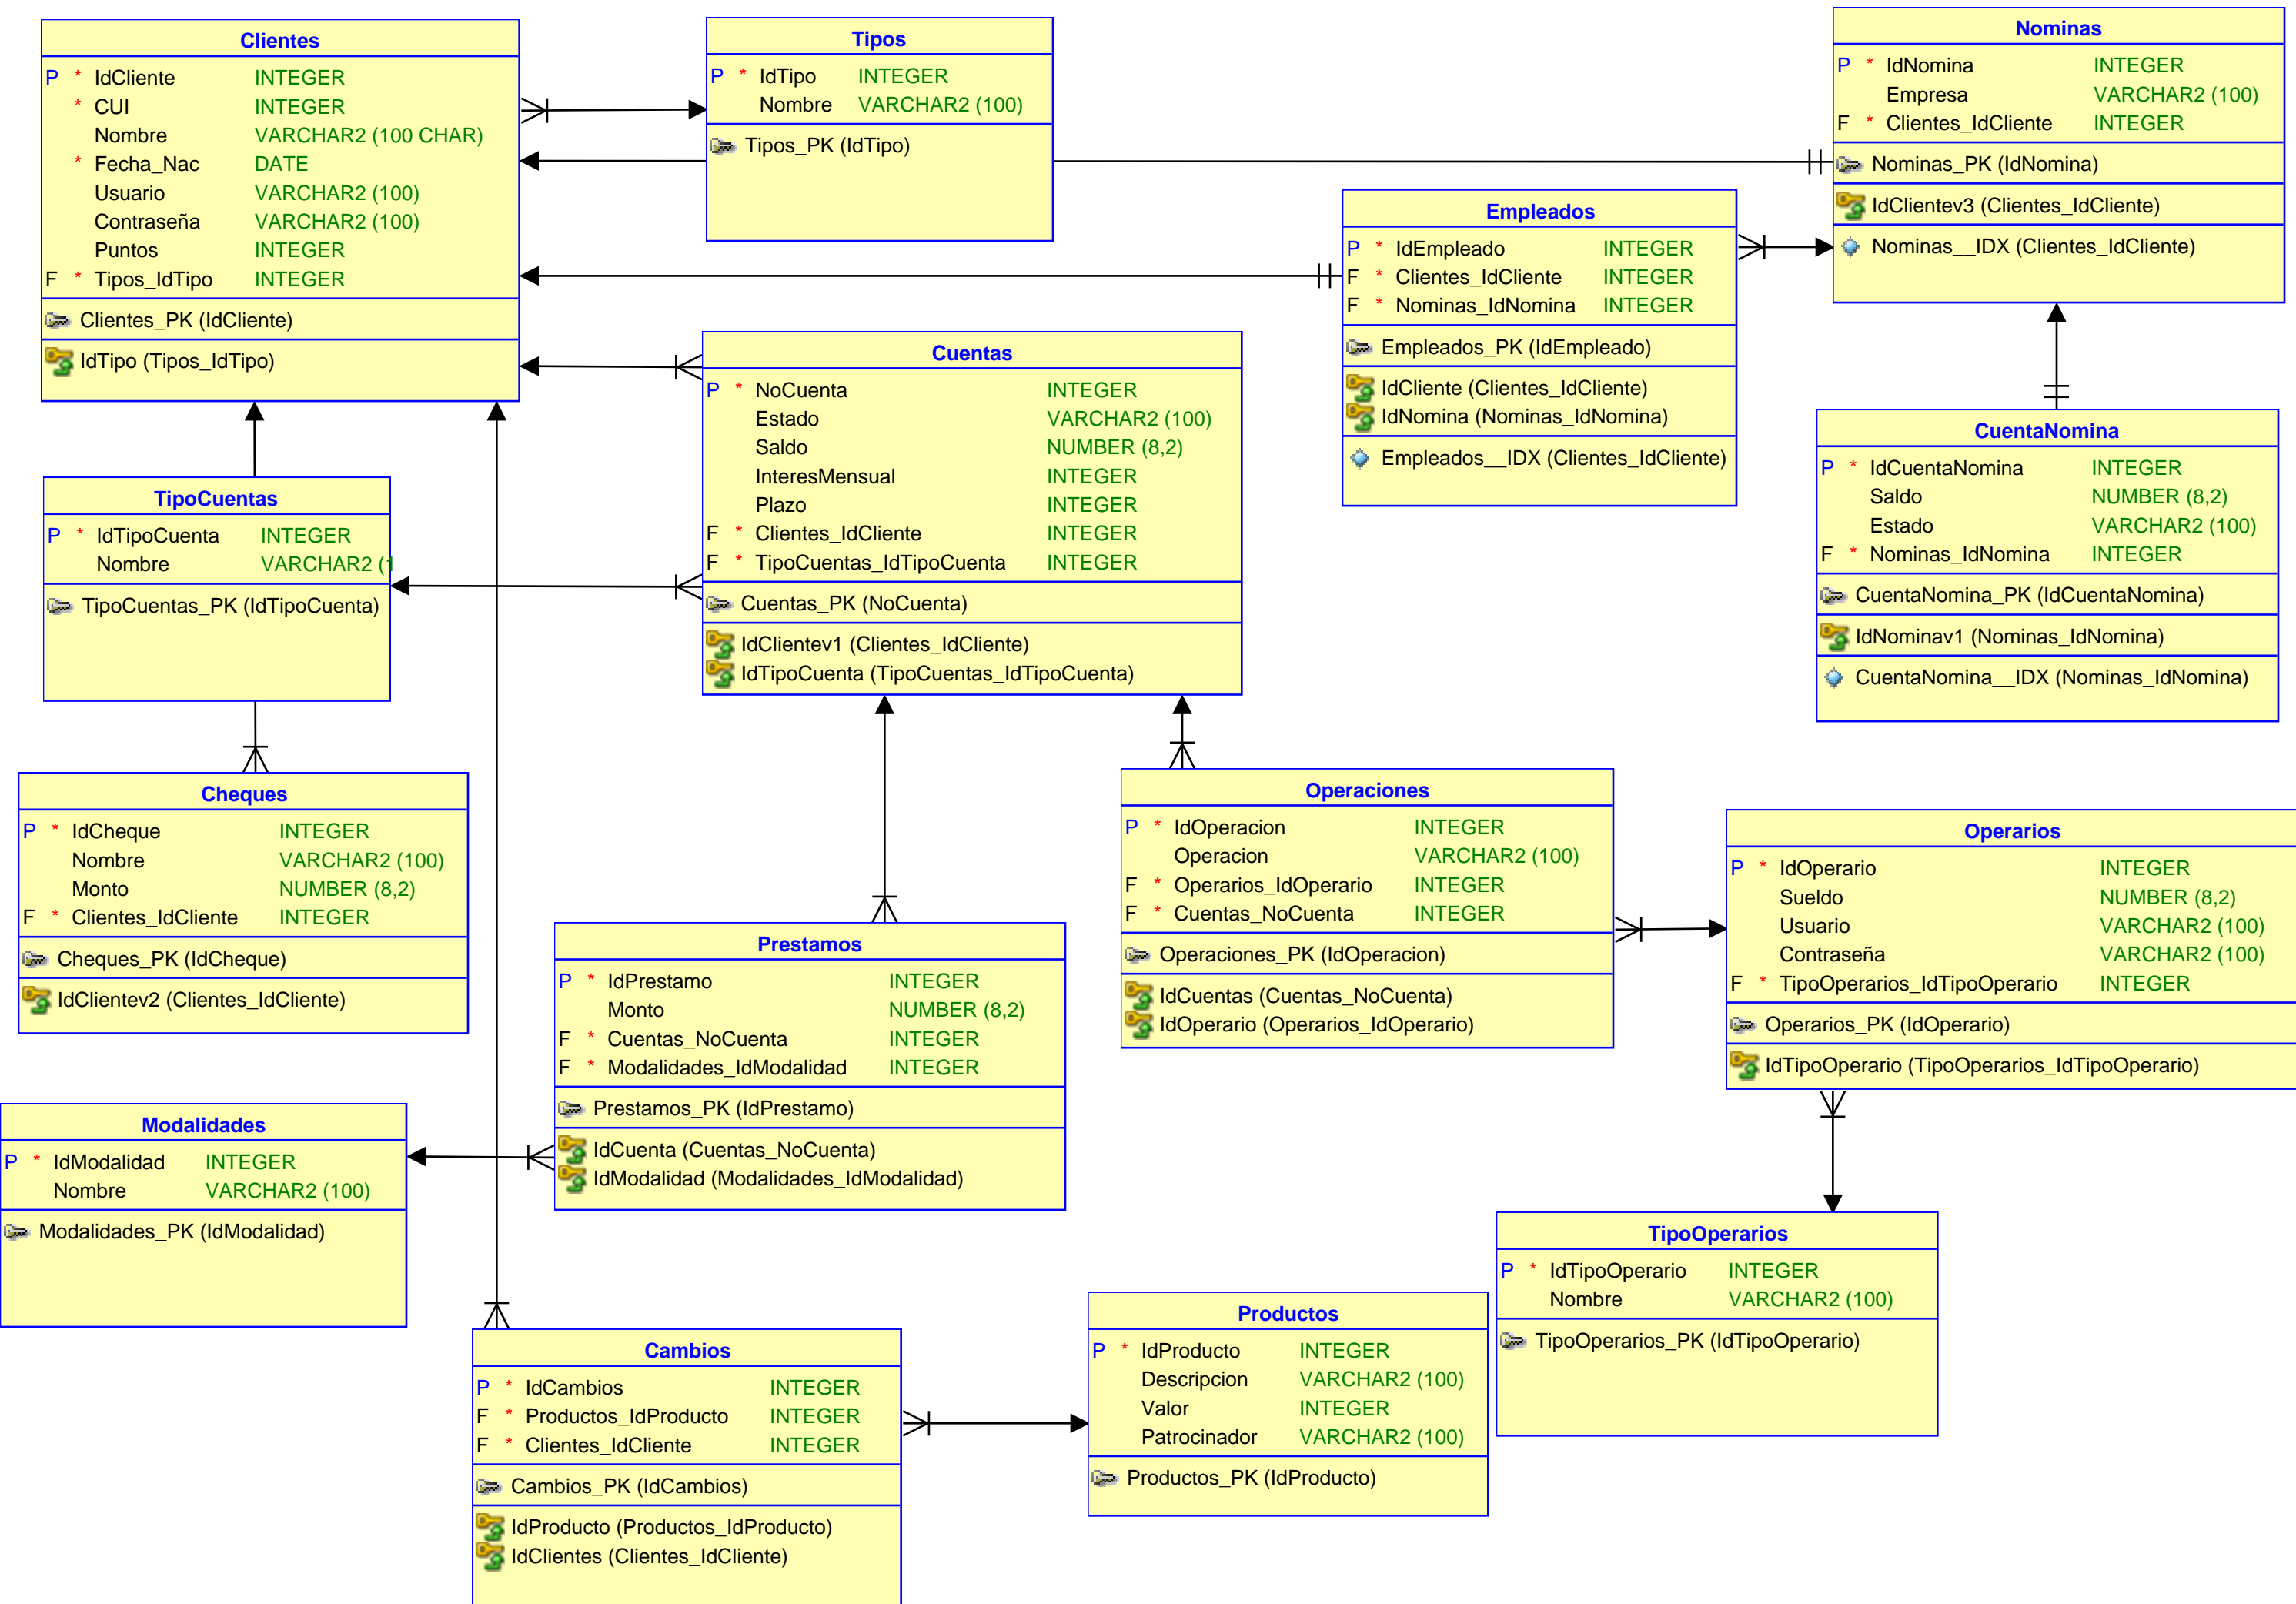 Clientes
P * IdCliente INTEGER
* CUI INTEGER
Nombre VARCHAR2 (100 CHAR)
* Fecha_Nac DATE
Usuario VARCHAR2 (100)
Contraseña VARCHAR2 (100)
Puntos INTEGER
F * Tipos_IdTipo INTEGER
Clientes_PK (IdCliente)
IdTipo (Tipos_IdTipo)
Tipos
P * IdTipo INTEGER
Nombre VARCHAR2 (100)
Tipos_PK (IdTipo)
Nominas
P * IdNomina INTEGER
Empresa VARCHAR2 (100)
F * Clientes_IdCliente INTEGER
Nominas_PK (IdNomina)
IdClientev3 (Clientes_IdCliente)
Nominas__IDX (Clientes_IdCliente)
Empleados
P * IdEmpleado INTEGER
F * Clientes_IdCliente INTEGER
F * Nominas_IdNomina INTEGER
Empleados_PK (IdEmpleado)
IdCliente (Clientes_IdCliente)
IdNomina (Nominas_IdNomina)
Empleados__IDX (Clientes_IdCliente)
Cuentas
P * NoCuenta INTEGER
Estado VARCHAR2 (100)
Saldo NUMBER (8,2)
InteresMensual INTEGER
Plazo INTEGER
F * Clientes_IdCliente INTEGER
F * TipoCuentas_IdTipoCuenta INTEGER
Cuentas_PK (NoCuenta)
IdClientev1 (Clientes_IdCliente)
IdTipoCuenta (TipoCuentas_IdTipoCuenta)
CuentaNomina
P * IdCuentaNomina INTEGER
Saldo NUMBER (8,2)
Estado VARCHAR2 (100)
F * Nominas_IdNomina INTEGER
CuentaNomina_PK (IdCuentaNomina)
IdNominav1 (Nominas_IdNomina)
CuentaNomina__IDX (Nominas_IdNomina)
TipoCuentas
P * IdTipoCuenta INTEGER
Nombre VARCHAR2 (1
TipoCuentas_PK (IdTipoCuenta)
Cheques
P * IdCheque INTEGER
Nombre VARCHAR2 (100)
Monto NUMBER (8,2)
F * Clientes_IdCliente INTEGER
Cheques_PK (IdCheque)
IdClientev2 (Clientes_IdCliente)
Operaciones
P * IdOperacion INTEGER
Operacion VARCHAR2 (100)
F * Operarios_IdOperario INTEGER
F * Cuentas_NoCuenta INTEGER
Operaciones_PK (IdOperacion)
IdCuentas (Cuentas_NoCuenta)
IdOperario (Operarios_IdOperario)
Operarios
P * IdOperario INTEGER
Sueldo NUMBER (8,2)
Usuario VARCHAR2 (100)
Contraseña VARCHAR2 (100)
F * TipoOperarios_IdTipoOperario INTEGER
Operarios_PK (IdOperario)
IdTipoOperario (TipoOperarios_IdTipoOperario)
Prestamos
P * IdPrestamo INTEGER
Monto NUMBER (8,2)
F * Cuentas_NoCuenta INTEGER
F * Modalidades_IdModalidad INTEGER
Prestamos_PK (IdPrestamo)
IdCuenta (Cuentas_NoCuenta)
IdModalidad (Modalidades_IdModalidad)
Modalidades
P * IdModalidad INTEGER
Nombre VARCHAR2 (100)
Modalidades_PK (IdModalidad)
TipoOperarios
P * IdTipoOperario INTEGER
Nombre VARCHAR2 (100)
TipoOperarios_PK (IdTipoOperario)
Cambios
P * IdCambios INTEGER
F * Productos_IdProducto INTEGER
F * Clientes_IdCliente INTEGER
Cambios_PK (IdCambios)
IdProducto (Productos_IdProducto)
IdClientes (Clientes_IdCliente)
Productos
P * IdProducto INTEGER
Descripcion VARCHAR2 (100)
Valor INTEGER
Patrocinador VARCHAR2 (100)
Productos_PK (IdProducto)